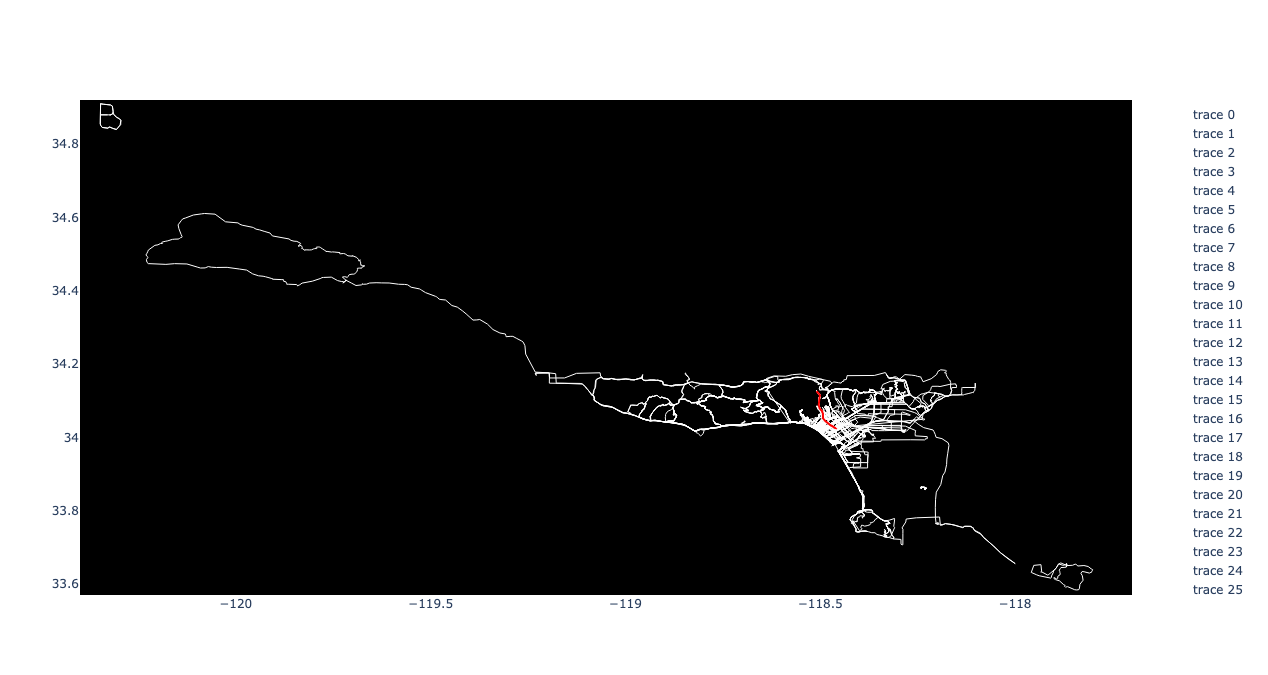 34.8
34.6
34.4
34.2
34
33.8
33.6
−120
−119.5
−119
−118.5
−118
trace 0
trace 1
trace 2
trace 3
trace 4
trace 5
trace 6
trace 7
trace 8
trace 9
trace 10
trace 11
trace 12
trace 13
trace 14
trace 15
trace 16
trace 17
trace 18
trace 19
trace 20
trace 21
trace 22
trace 23
trace 24
trace 25